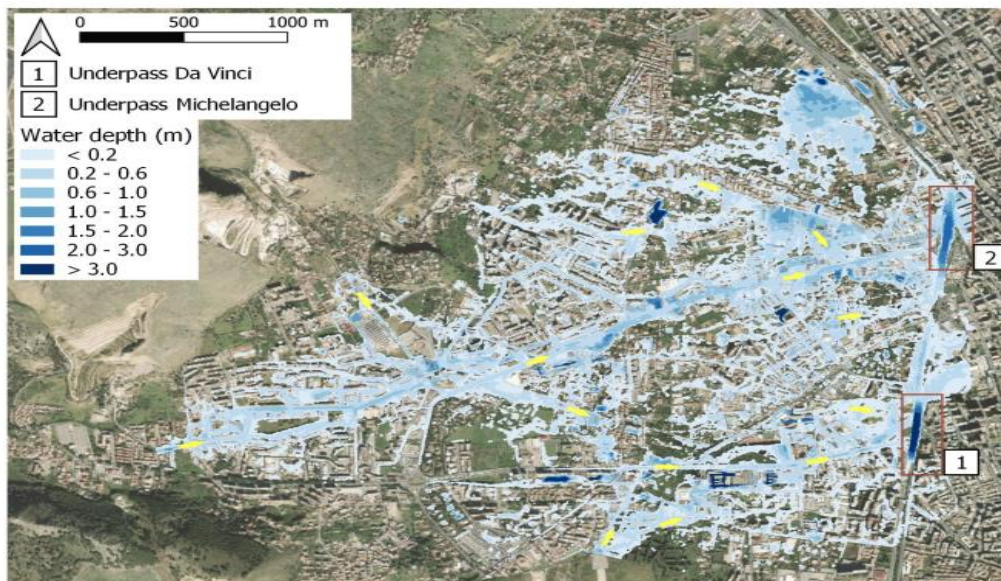 0 500 1000 m
1 Underpass Da Vinci
2 Underpass Michelangelo
Water depth (m)
< 0.2
0.2 - 0.6
0.6 - 1.0
1.0 - 1.5
1.5 - 2.0
2.0 - 3.0
> 3.0
2
1